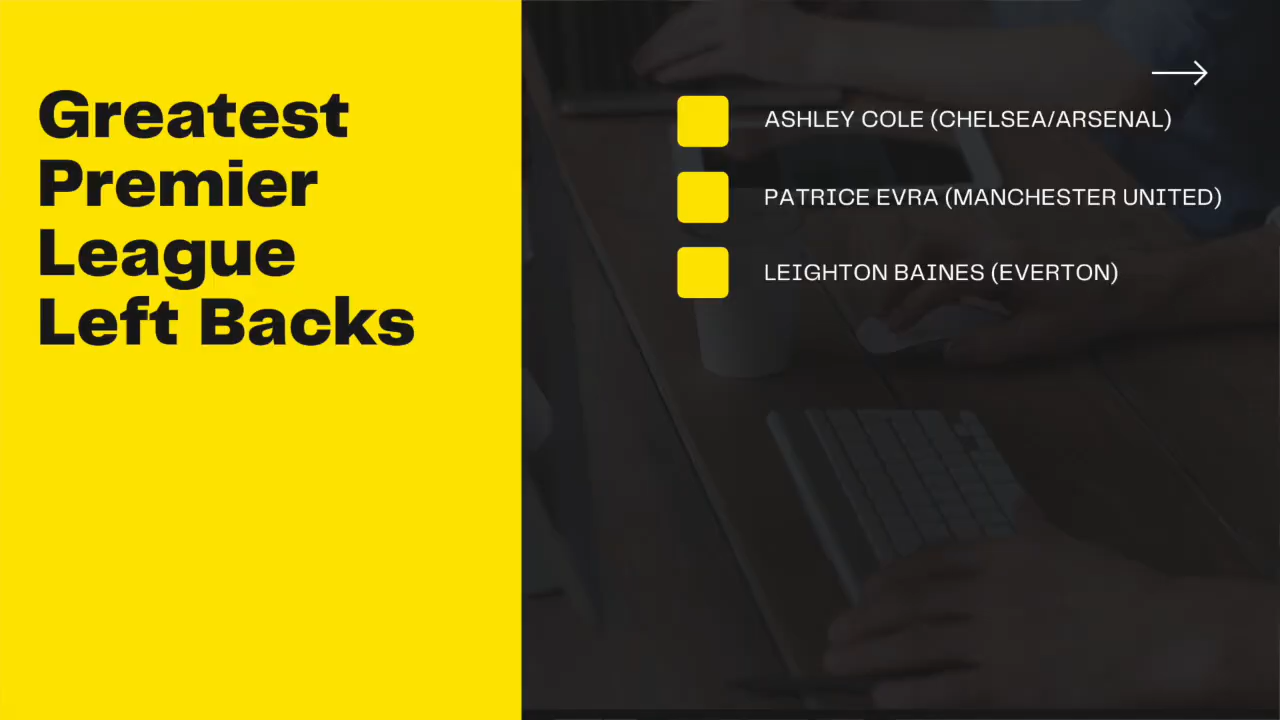 Greatest
Premier
League
Left Backs
ASHLEY COLE (CHELSEA/ARSENAL)
PATRICE EVRA (MANCHESTER UNITED)
LEIGHTON BAINES (EVERTON)